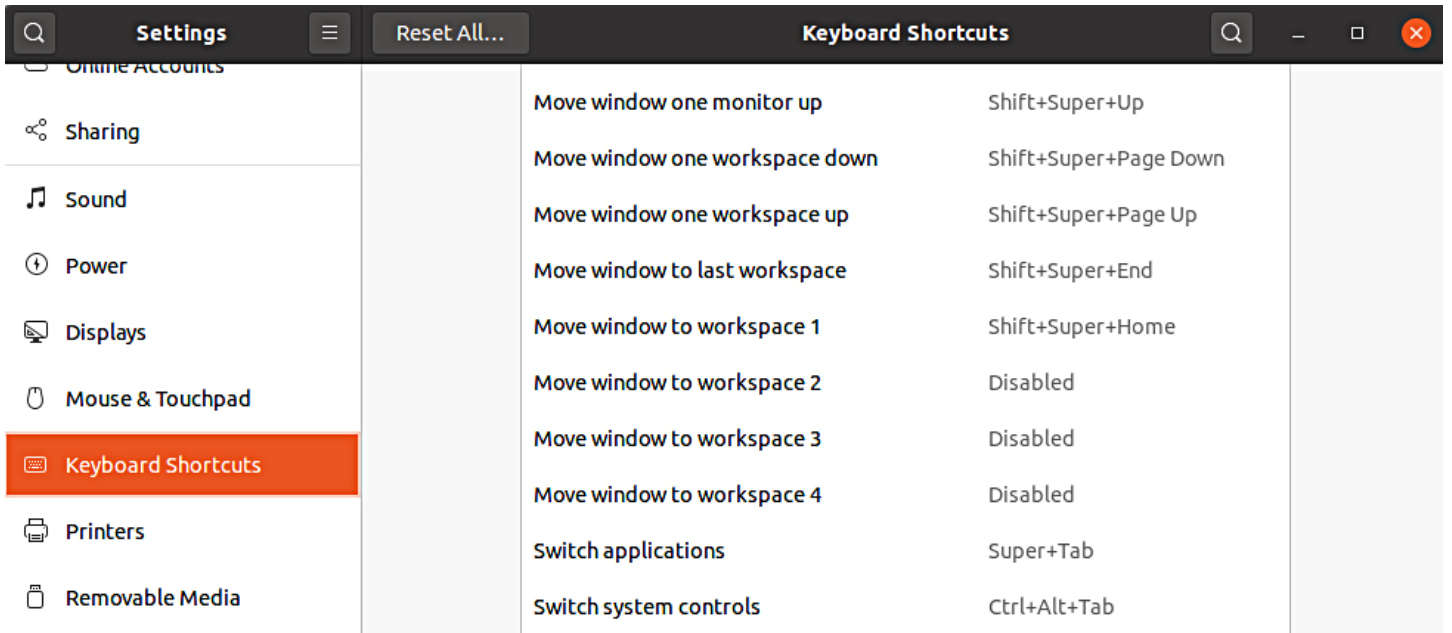 Settings
Reset All...
Keyboard Shortcuts
Online Accounts
Sharing
Sound
Power
Displays
Mouse & Touchpad
Keyboard Shortcuts
Printers
Removable Media
Move window one monitor up Shift+Super+Up
Move window one workspace down Shift+Super+Page Down
Move window one workspace up Shift+Super+Page Up
Move window to last workspace Shift+Super+End
Move window to workspace 1 Shift+Super+Home
Move window to workspace 2 Disabled
Move window to workspace 3 Disabled
Move window to workspace 4 Disabled
Switch applications Super+Tab
Switch system controls Ctrl+Alt+Tab